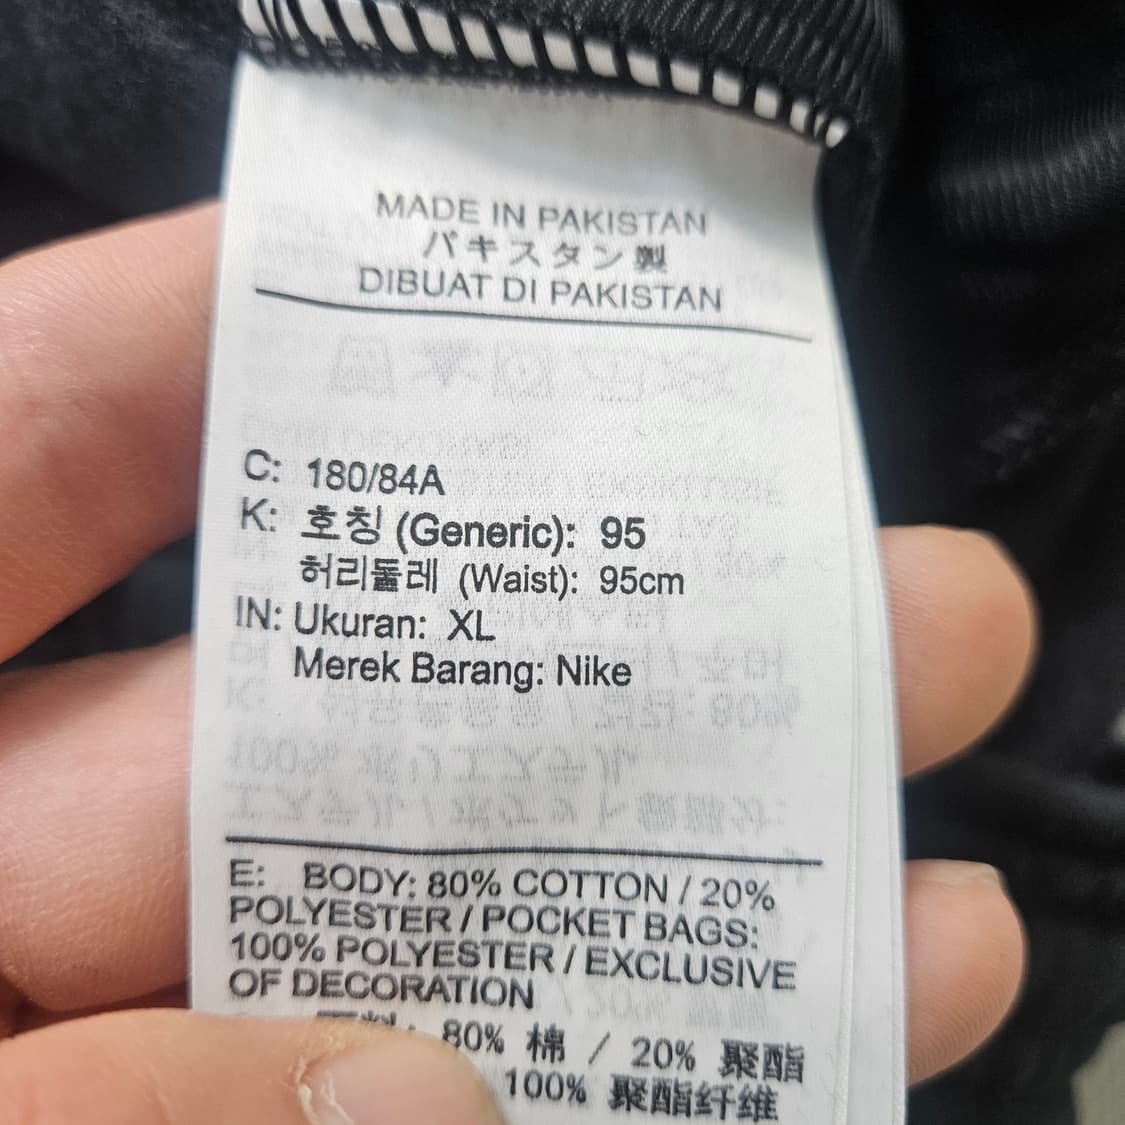 MADE IN PAKISTAN
パキスタン製
DIBUAT DI PAKISTAN
C: 180/84A
K: 호칭 (Generic): 95
허리둘레 (Waist): 95cm
IN: Ukuran: XL
Merek Barang: Nike
E: BODY: 80% COTTON / 20%
POLYESTER / POCKET BAGS:
100% POLYESTER / EXCLUSIVE
OF DECORATION
80% 棉 / 20% 聚酯
100% 聚酯纤维